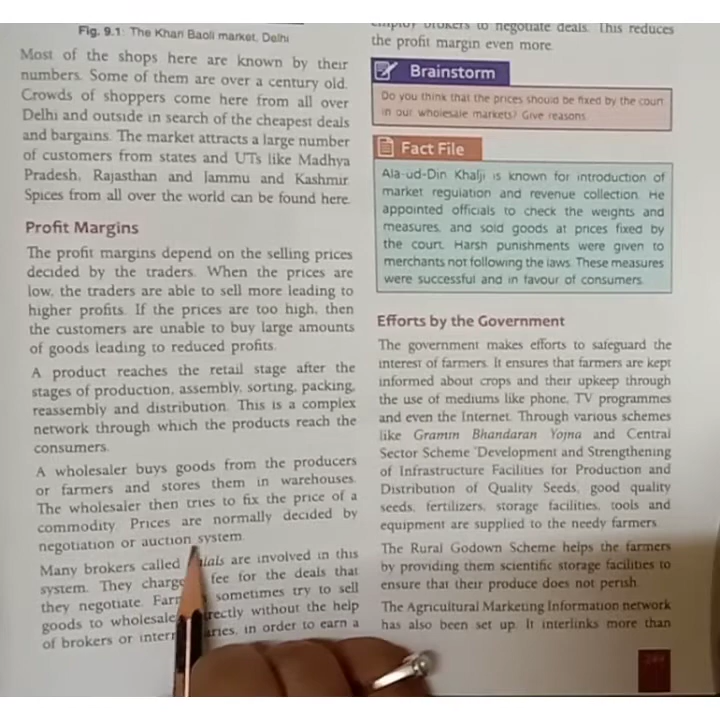 Fig. 9.1: The Khari Baoli market, Delhi
Most of the shops here are known by their
numbers. Some of them are over a century old.
Crowds of shoppers come here from all over
Delhi and outside in search of the cheapest deals
and bargains. The market attracts a large number
of customers from states and UTs like Madhya
Pradesh, Rajasthan and Jammu and Kashmir.
Spices from all over the world can be found here.
Profit Margins
The profit margins depend on the selling prices
decided by the traders. When the prices are
low, the traders are able to sell more leading to
higher profits. If the prices are too high, then
the customers are unable to buy large amounts
of goods leading to reduced profits.
A product reaches the retail stage after the
stages of production, assembly, sorting, packing,
reassembly and distribution. This is a complex
network through which the products reach the
consumers.
A wholesaler buys goods from the producers
or farmers and stores them in warehouses.
The wholesaler then tries to fix the price of a
commodity. Prices are normally decided by
negotiation or auction system.
Many brokers called are involved in this
system. They charge fee for the deals that
they negotiate. sometimes try to sell
goods to without the help
of brokers or in order to earn a
employ brokers to negotiate deals. This reduces
the profit margin even more.
Brainstorm
Do you think that the prices should be fixed by the court
in our wholesale markets? Give reasons.
Fact File
Ala-ud-Din Khalji is known for introduction of
market regulation and revenue collection. He
appointed officials to check the weights and
measures, and sold goods at prices fixed by
the court. Harsh punishments were given to
merchants not following the laws. These measures
were successful and in favour of consumers.
Efforts by the Government
The government makes efforts to safeguard the
interest of farmers. It ensures that farmers are kept
informed about crops and their upkeep through
the use of mediums like phone, TV programmes
and even the Internet. Through various schemes
like Gramin Bhandaran Yojna and Central
Sector Scheme 'Development and Strengthening
of Infrastructure Facilities for Production and
Distribution of Quality Seeds, good quality
seeds, fertilizers, storage facilities, tools and
equipment are supplied to the needy farmers.
The Rural Godown Scheme helps the farmers
by providing them scientific storage facilities to
ensure that their produce does not perish.
The Agricultural Marketing Information network
has also been set up. It interlinks more than